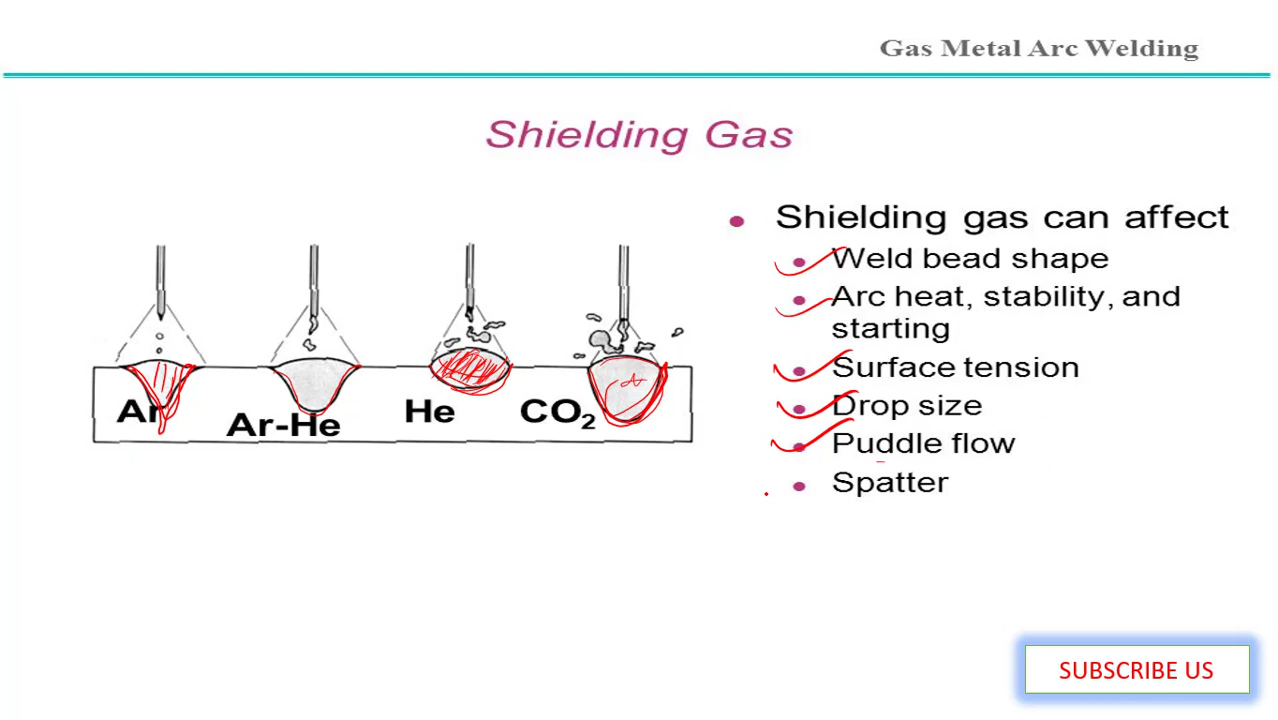 Gas Metal Arc Welding
Shielding Gas
Shielding gas can affect
Weld bead shape
Arc heat, stability, and
starting
Surface tension
Drop size
Puddle flow
Spatter
Ar
Ar-He
He
CO₂
SUBSCRIBE US